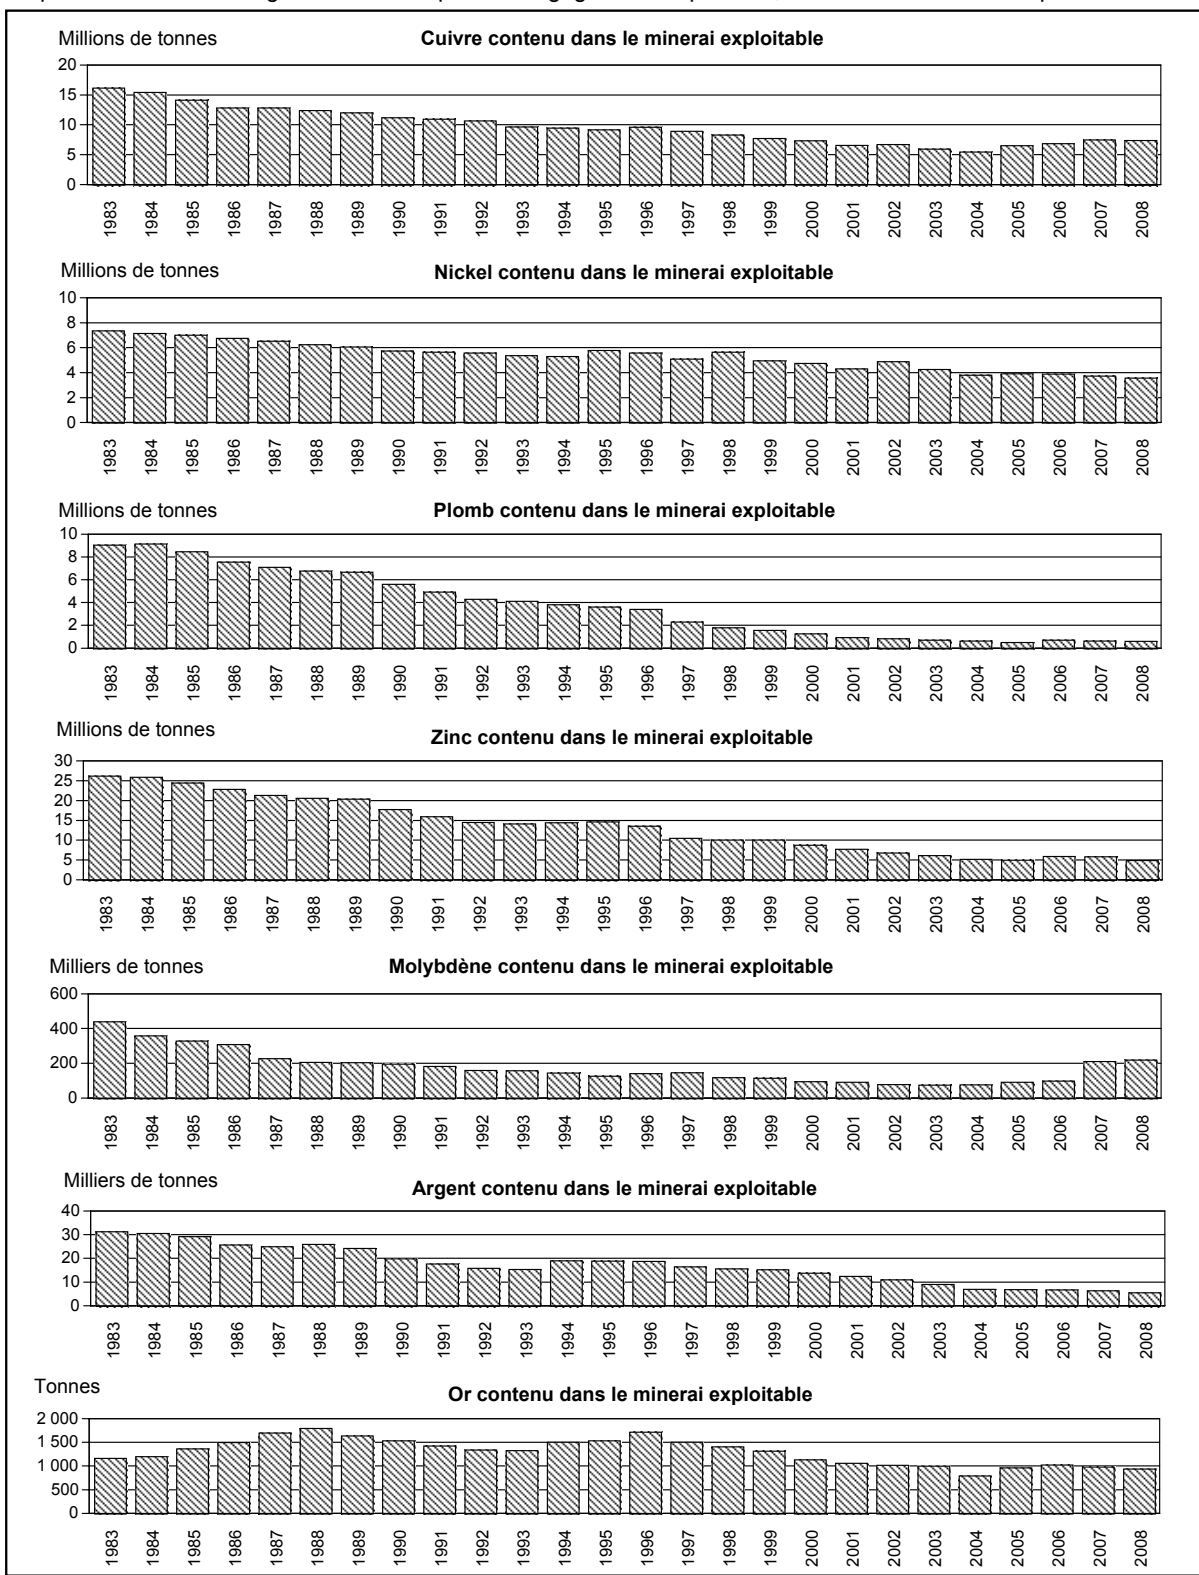 Millions de tonnes Cuivre contenu dans le minerai exploitable
20
15
10
5
0
1983 1984 1985 1986 1987 1988 1989 1990 1991 1992 1993 1994 1995 1996 1997 1998 1999 2000 2001 2002 2003 2004 2005 2006 2007 2008
Millions de tonnes Nickel contenu dans le minerai exploitable
10
8
6
4
2
0
1983 1984 1985 1986 1987 1988 1989 1990 1991 1992 1993 1994 1995 1996 1997 1998 1999 2000 2001 2002 2003 2004 2005 2006 2007 2008
Millions de tonnes Plomb contenu dans le minerai exploitable
10
8
6
4
2
0
1983 1984 1985 1986 1987 1988 1989 1990 1991 1992 1993 1994 1995 1996 1997 1998 1999 2000 2001 2002 2003 2004 2005 2006 2007 2008
Millions de tonnes Zinc contenu dans le minerai exploitable
30
25
20
15
10
5
0
1983 1984 1985 1986 1987 1988 1989 1990 1991 1992 1993 1994 1995 1996 1997 1998 1999 2000 2001 2002 2003 2004 2005 2006 2007 2008
Milliers de tonnes Molybdène contenu dans le minerai exploitable
600
400
200
0
1983 1984 1985 1986 1987 1988 1989 1990 1991 1992 1993 1994 1995 1996 1997 1998 1999 2000 2001 2002 2003 2004 2005 2006 2007 2008
Milliers de tonnes Argent contenu dans le minerai exploitable
40
30
20
10
0
1983 1984 1985 1986 1987 1988 1989 1990 1991 1992 1993 1994 1995 1996 1997 1998 1999 2000 2001 2002 2003 2004 2005 2006 2007 2008
Tonnes Or contenu dans le minerai exploitable
2 000
1 500
1 000
500
0
1983 1984 1985 1986 1987 1988 1989 1990 1991 1992 1993 1994 1995 1996 1997 1998 1999 2000 2001 2002 2003 2004 2005 2006 2007 2008